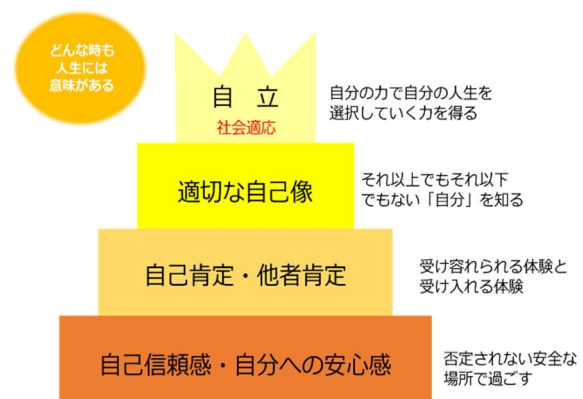 どんな時も
人生には
意味がある
自　立
社会適応
自分の力で自分の人生を
選択していく力を得る
適切な自己像
それ以上でもそれ以下
でもない「自分」を知る
自己肯定・他者肯定
受け容れられる体験と
受け入れる体験
自己信頼感・自分への安心感
否定されない安全な
場所で過ごす